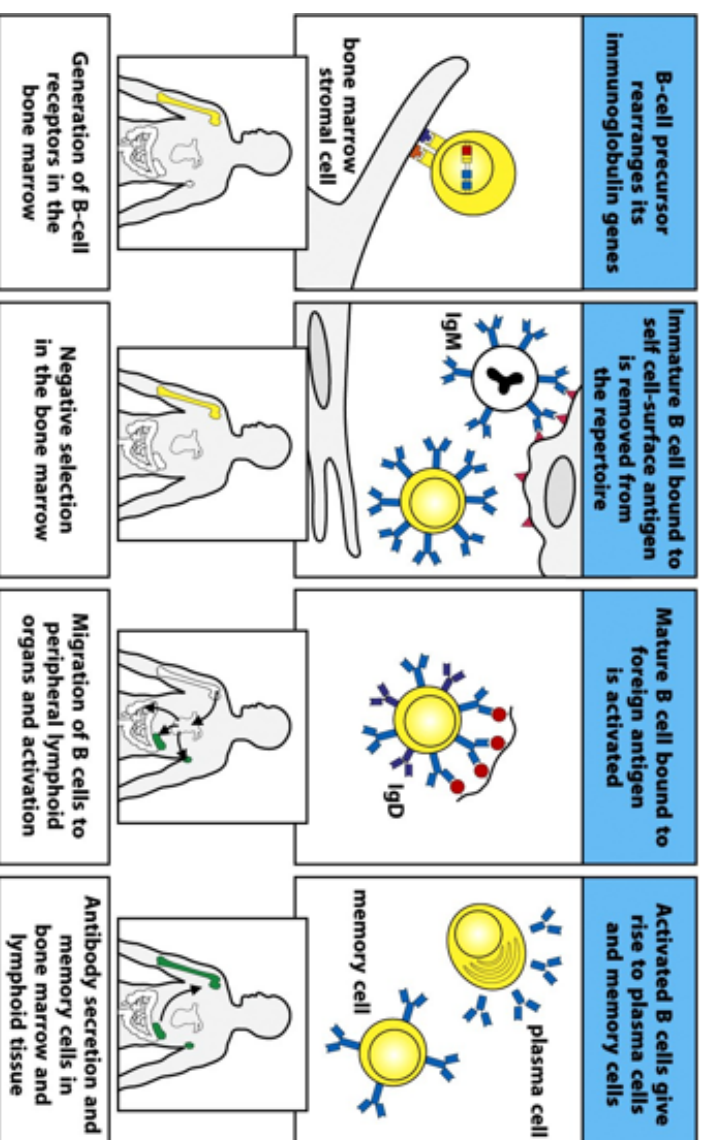 B-cell precursor
rearranges its
immunoglobulin genes
bone marrow
stromal cell
Generation of B-cell
receptors in the
bone marrow
Immature B cell bound to
self cell-surface antigen
is removed from
the repertoire
IgM
Negative selection
in the bone marrow
Mature B cell bound to
foreign antigen
is activated
IgD
Migration of B cells to
peripheral lymphoid
organs and activation
Activated B cells give
rise to plasma cells
and memory cells
plasma cell
memory cell
Antibody secretion and
memory cells in
bone marrow and
lymphoid tissue